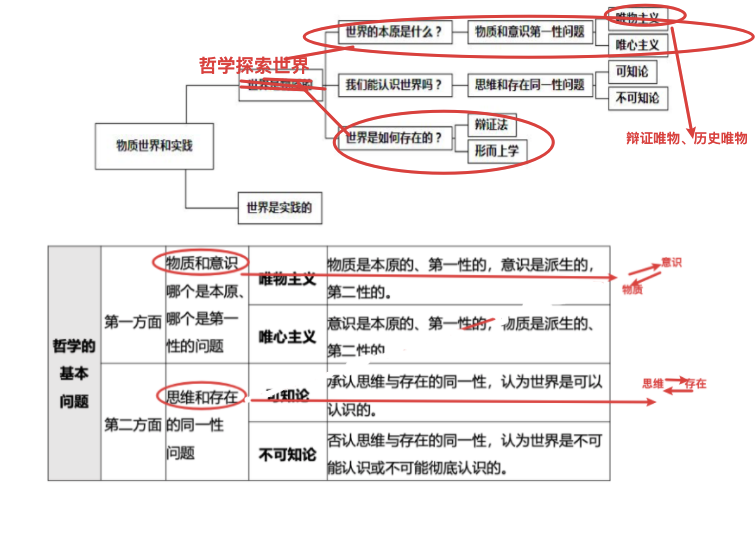 唯物主义
世界的本原是什么？
物质和意识第一性问题
唯心主义
哲学探索世界
可知论
世界是物质的
我们能认识世界吗？
思维和存在同一性问题
不可知论
辩证法
世界是如何存在的？
辩证唯物、历史唯物
形而上学
物质世界和实践
世界是实践的
哲学的
基本
问题
第一方面
物质和意识
哪个是本原、
哪个是第一
性的问题
唯物主义
物质是本原的、第一性的，意识是派生的，
第二性的。
意识
物质
唯心主义
意识是本原的、第一性的，物质是派生的、
第二性的
第二方面
思维和存在
的同一性
问题
可知论
承认思维与存在的同一性，认为世界是可以
认识的。
思维
存在
不可知论
否认思维与存在的同一性，认为世界是不可
能认识或不可能彻底认识的。